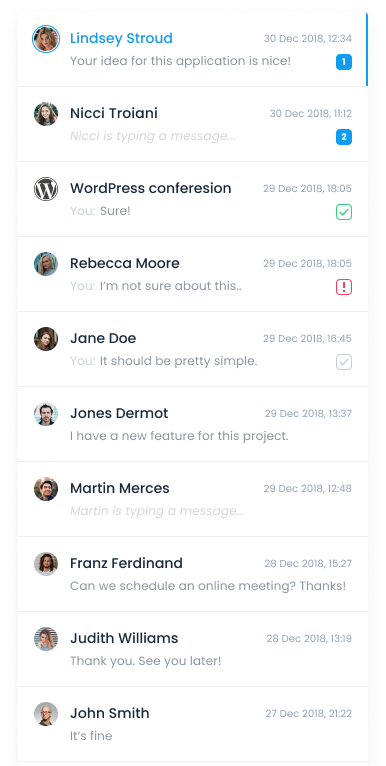 Lindsey Stroud 30 Dec 2018, 12:34
Your idea for this application is nice! 1
Nicci Troiani 30 Dec 2018, 11:12
Nicci is typing a message... 2
WordPress conferesion 29 Dec 2018, 18:05
You: Sure!
Rebecca Moore 29 Dec 2018, 18:05
You: I'm not sure about this.. !
Jane Doe 29 Dec 2018, 16:45
You: It should be pretty simple.
Jones Dermot 29 Dec 2018, 13:37
I have a new feature for this project.
Martin Merces 29 Dec 2018, 12:48
Martin is typing a message...
Franz Ferdinand 28 Dec 2018, 15:27
Can we schedule an online meeting? Thanks!
Judith Williams 28 Dec 2018, 13:19
Thank you. See you later!
John Smith 27 Dec 2018, 21:22
It's fine